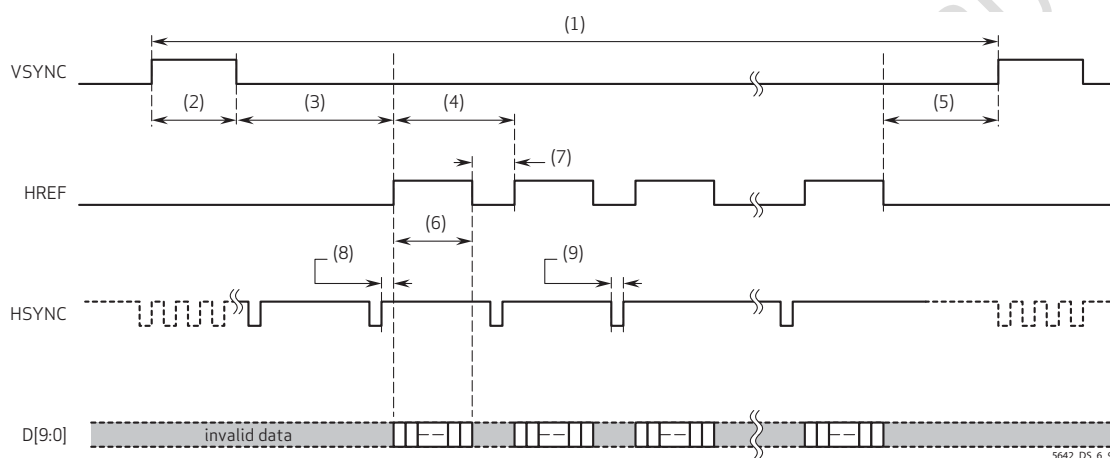 (1)
VSYNC
(2) (3) (4) (5)
(7)
HREF
(6)
(8) (9)
HSYNC
D[9:0] invalid data